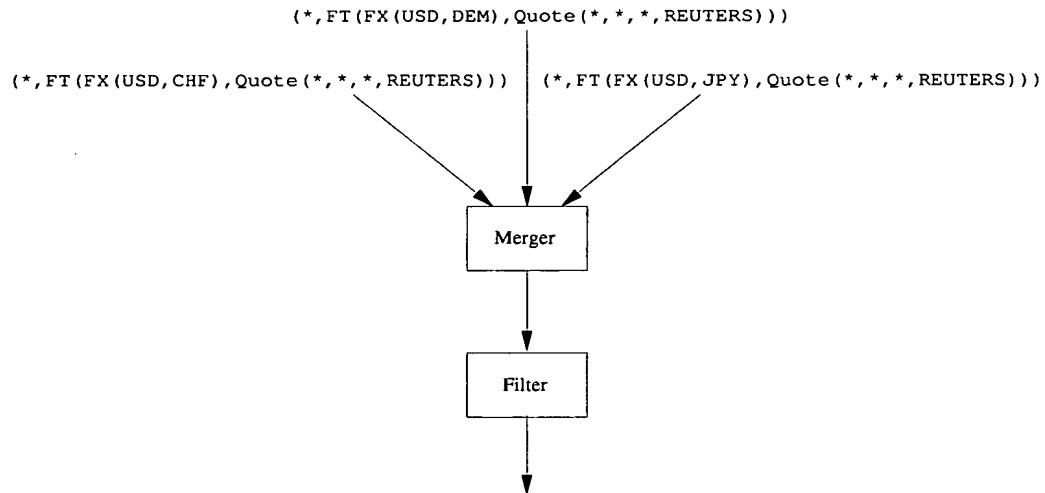 (*,FT(FX(USD,DEM),Quote(*,*,*,REUTERS)))
(*,FT(FX(USD,CHF),Quote(*,*,*,REUTERS))) (*,FT(FX(USD,JPY),Quote(*,*,*,REUTERS)))
Merger
Filter